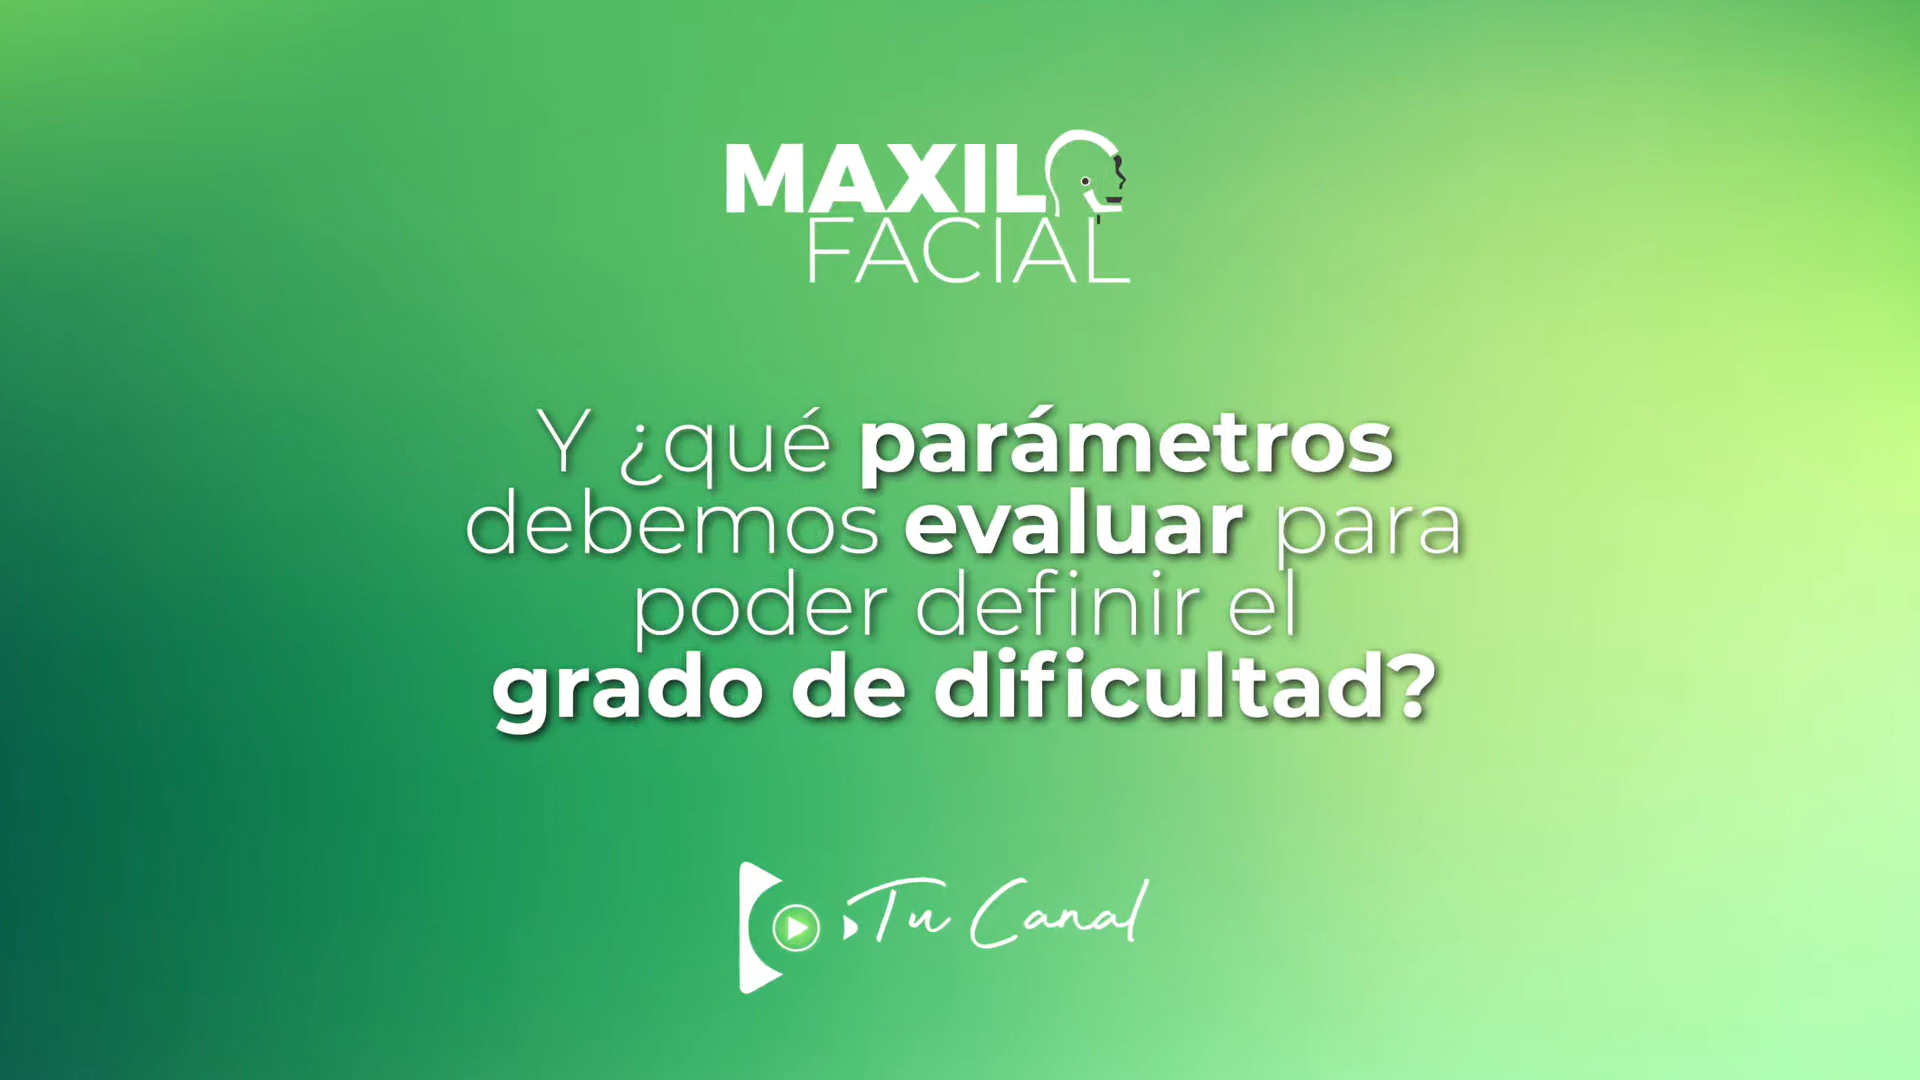 MAXILO
FACIAL
Y ¿qué parámetros
debemos evaluar para
poder definir el
grado de dificultad?
Tu Canal